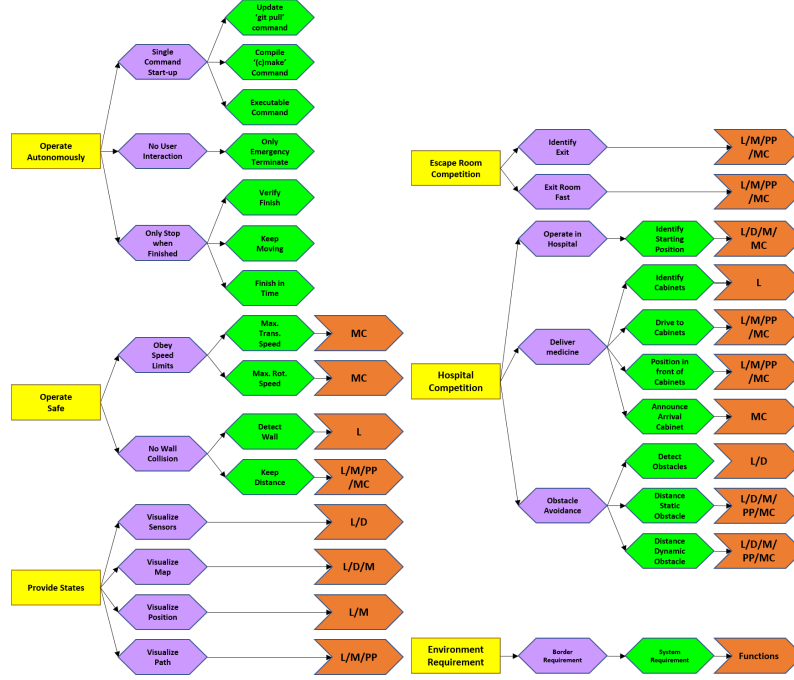 Operate
Autonomously
Single
Command
Start-up
Update
'git pull'
command
Compile
'(c)make'
Command
Executable
Command
No User
Interaction
Only
Emergency
Terminate
Only Stop
when
Finished
Verify
Finish
Keep
Moving
Finish in
Time
Operate
Safe
Obey
Speed
Limits
Max.
Trans.
Speed
MC
Max. Rot.
Speed
MC
No Wall
Collision
Detect
Wall
L
Keep
Distance
L/M/PP
/MC
Provide States
Visualize
Sensors
L/D
Visualize
Map
L/D/M
Visualize
Position
L/M
Visualize
Path
L/M/PP
Escape Room
Competition
Identify
Exit
L/M/PP
/MC
Exit Room
Fast
L/M/PP
/MC
Hospital
Competition
Operate in
Hospital
Identify
Starting
Position
L/D/M/
MC
Deliver
medicine
Identify
Cabinets
L
Drive to
Cabinets
L/M/PP
/MC
Position in
front of
Cabinets
L/M/PP
/MC
Announce
Arrival
Cabinet
MC
Obstacle
Avoidance
Detect
Obstacles
L/D
Distance
Static
Obstacle
L/D/M/
PP/MC
Distance
Dynamic
Obstacle
L/D/M/
PP/MC
Environment
Requirement
Border
Requirement
System
Requirement
Functions